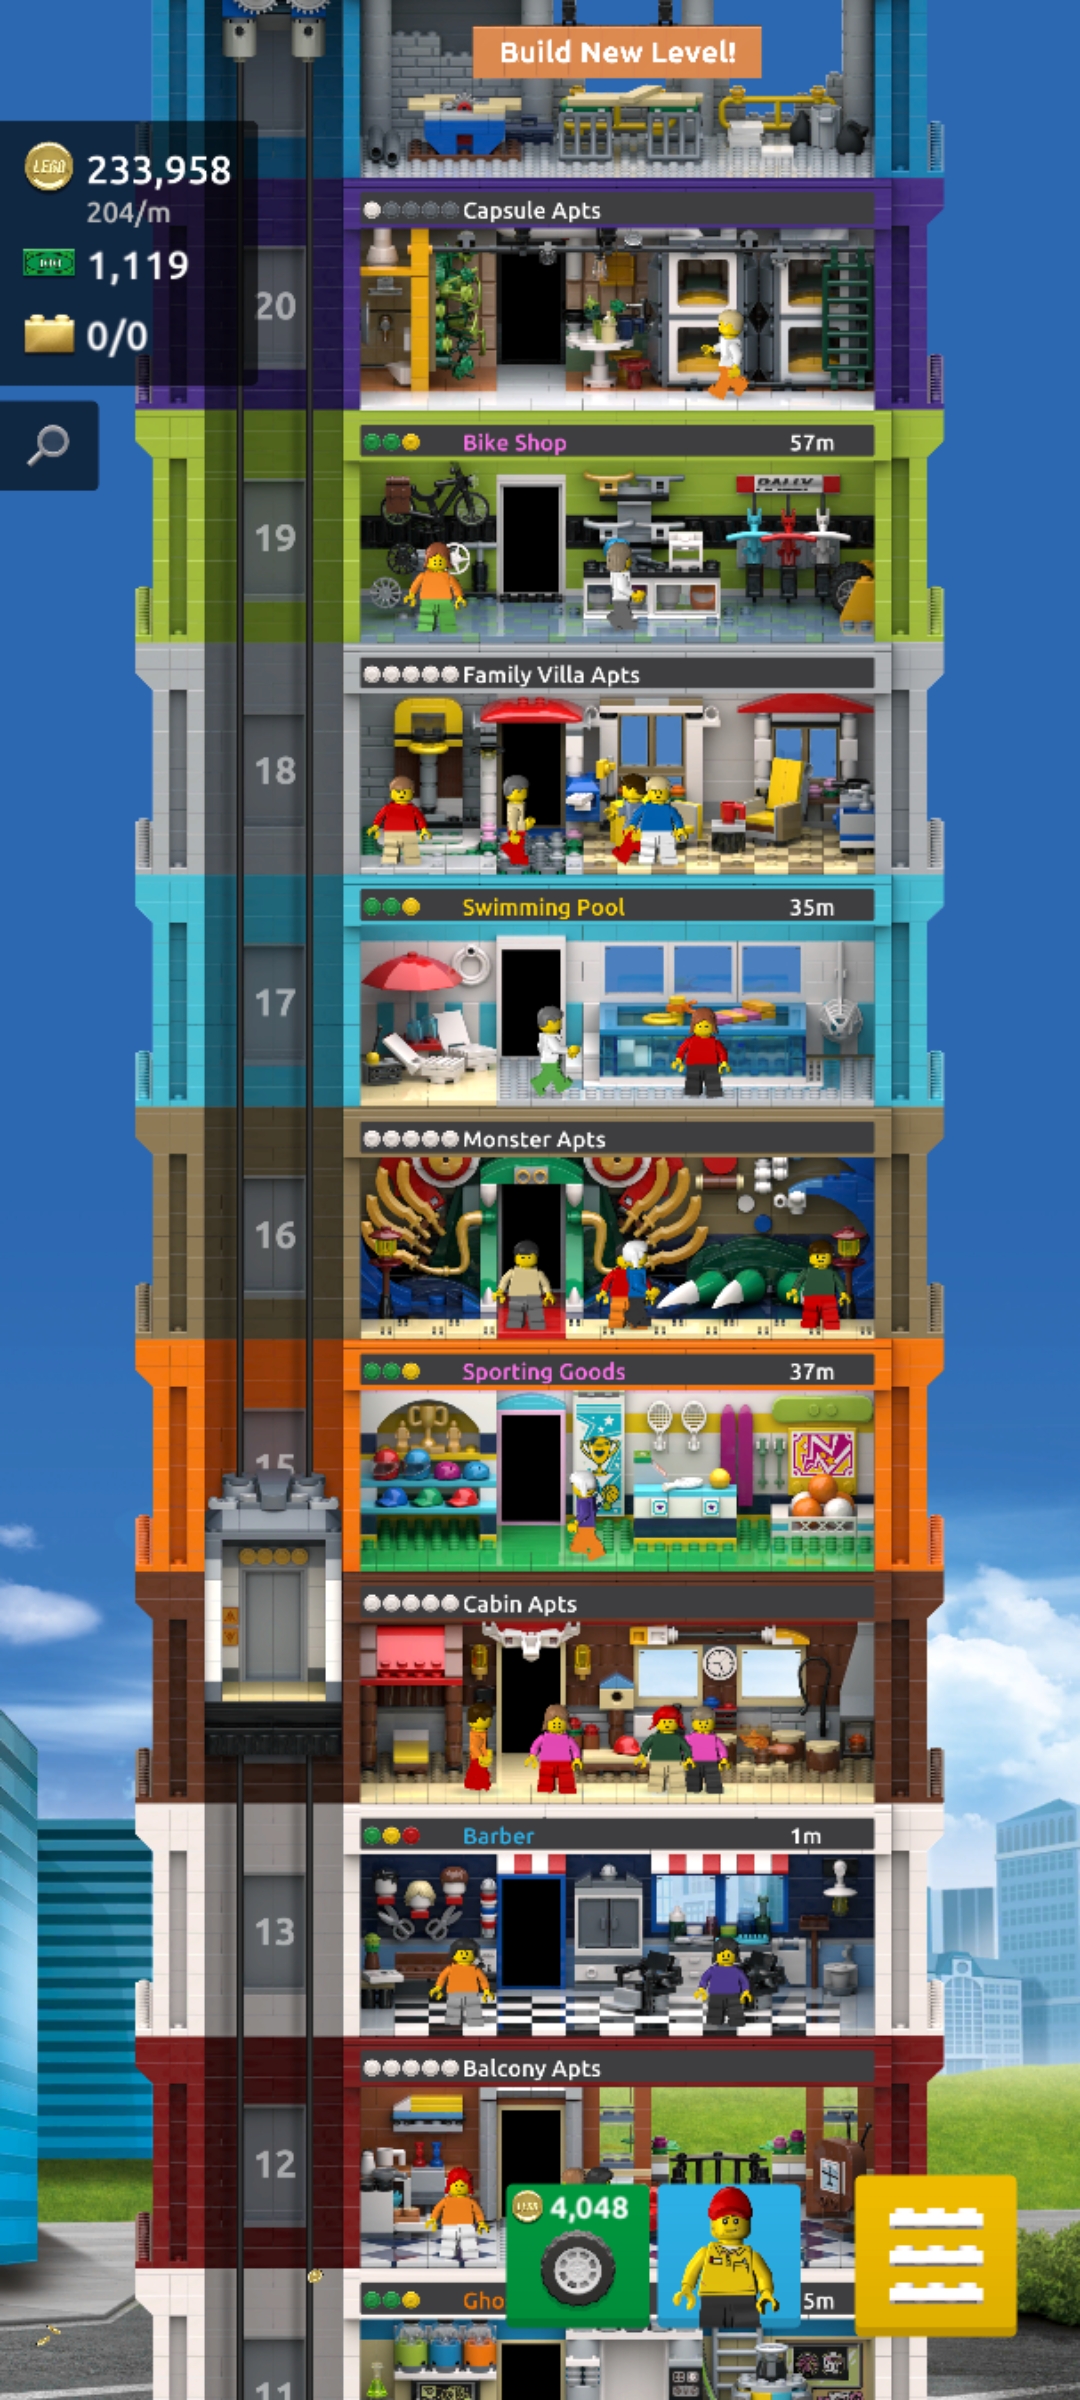 Build New Level!
LEGO 233,958
204/m
1,119
0/0
Capsule Apts
20
Bike Shop 57m
RALLY
19
Family Villa Apts
18
Swimming Pool 35m
17
Monster Apts
16
Sporting Goods 37m
15
Cabin Apts
Barber 1m
13
Balcony Apts
12
4,048
Gho
5m
11